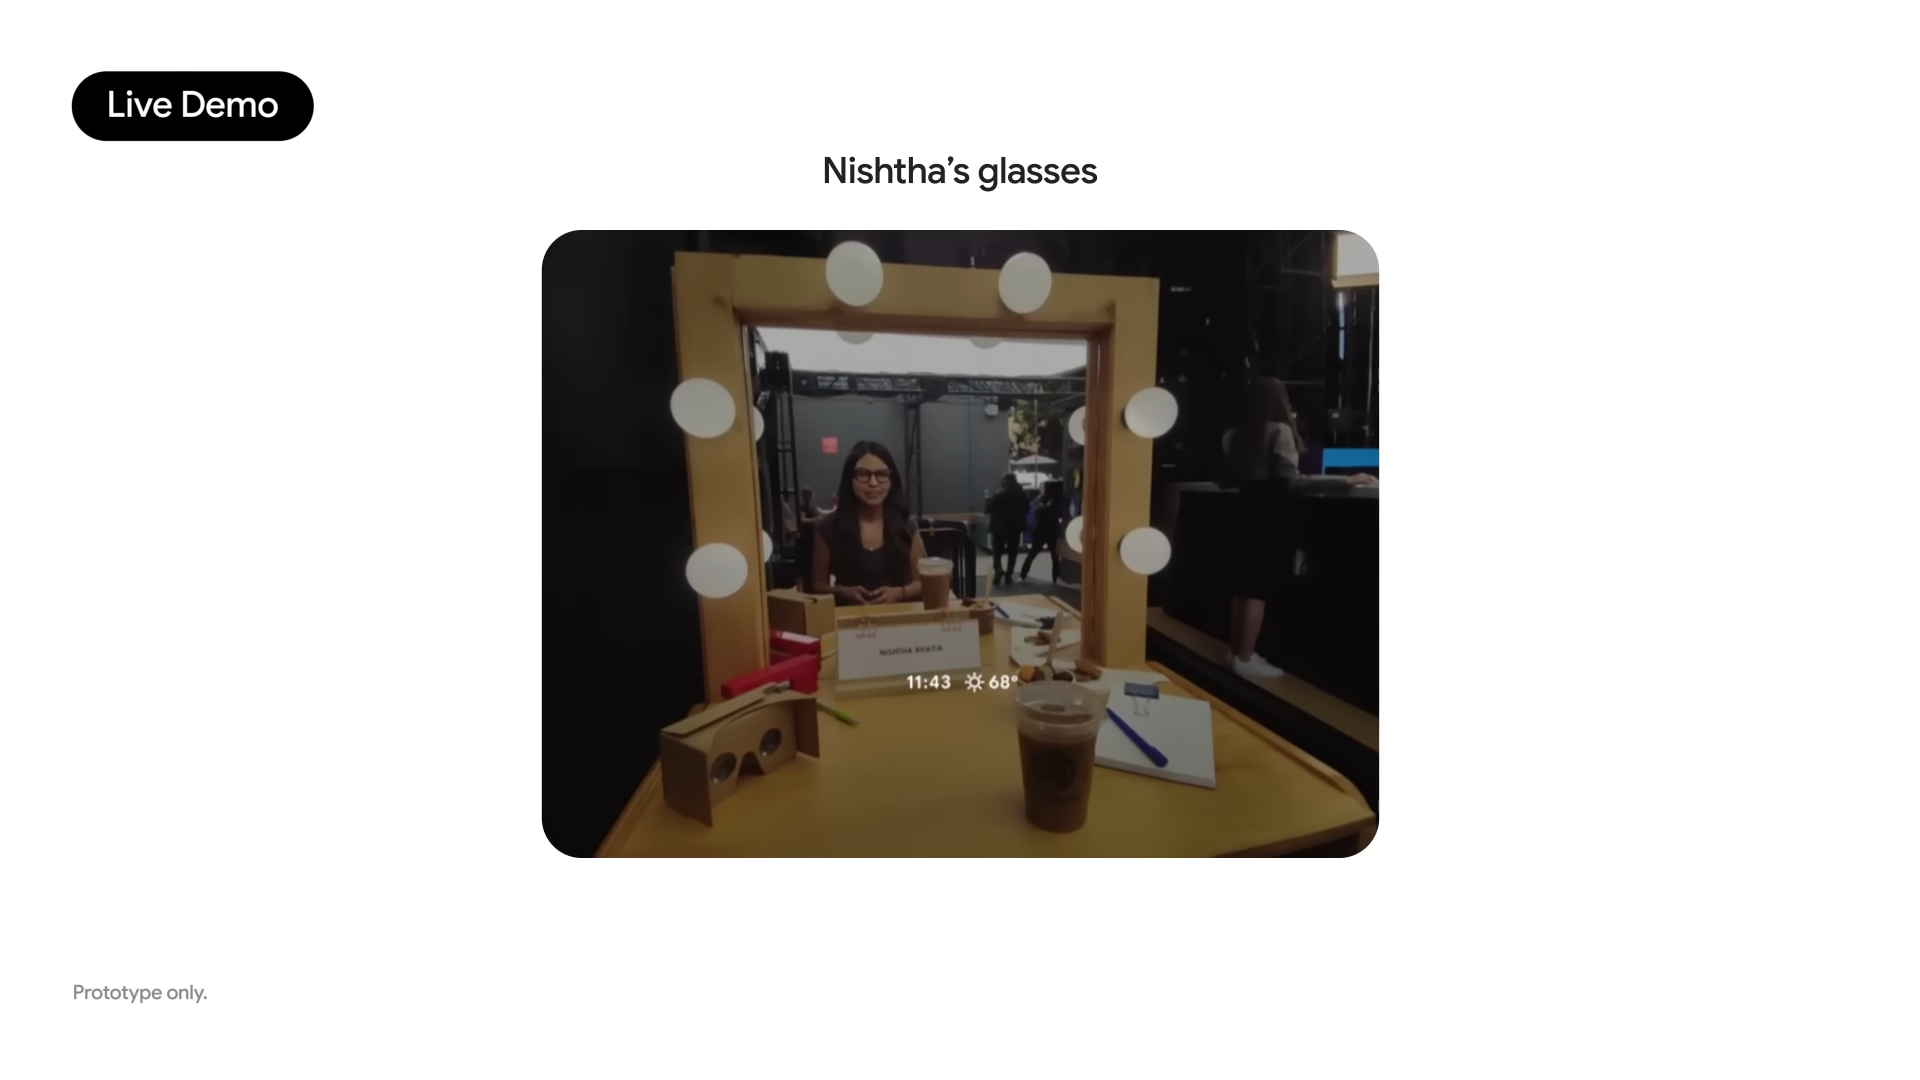 Live Demo
Nishtha’s glasses
NISHTHA BHATIA
11:43 68°
Prototype only.